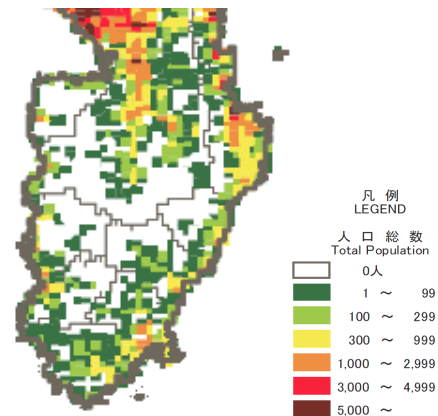 凡 例
LEGEND
人 口 総 数
Total Population
0人
1 ～ 99
100 ～ 299
300 ～ 999
1,000 ～ 2,999
3,000 ～ 4,999
5,000 ～